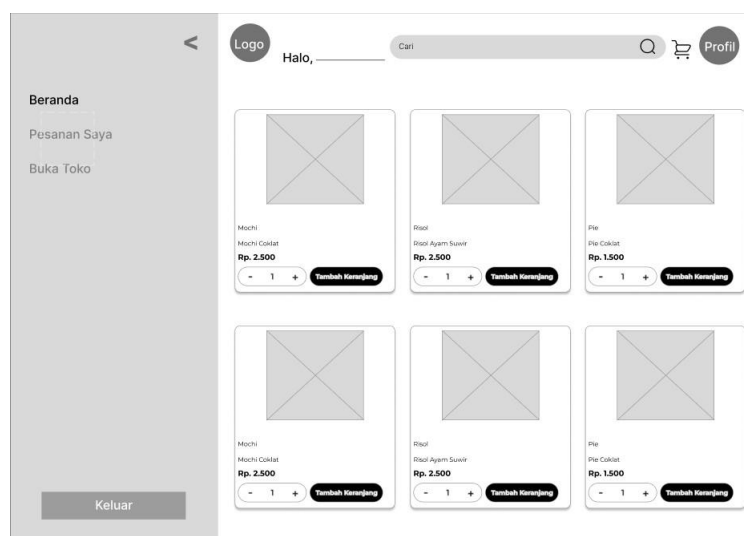 <
Logo
Halo,
Cari
Profil
Beranda
Pesanan Saya
Buka Toko
Keluar
Mochi
Mochi Coklat
Rp. 2.500
- 1 + Tambah Keranjang
Risol
Risol Ayam Suwir
Rp. 2.500
- 1 + Tambah Keranjang
Pie
Pie Coklat
Rp. 1.500
- 1 + Tambah Keranjang
Mochi
Mochi Coklat
Rp. 2.500
- 1 + Tambah Keranjang
Risol
Risol Ayam Suwir
Rp. 2.500
- 1 + Tambah Keranjang
Pie
Pie Coklat
Rp. 1.500
- 1 + Tambah Keranjang